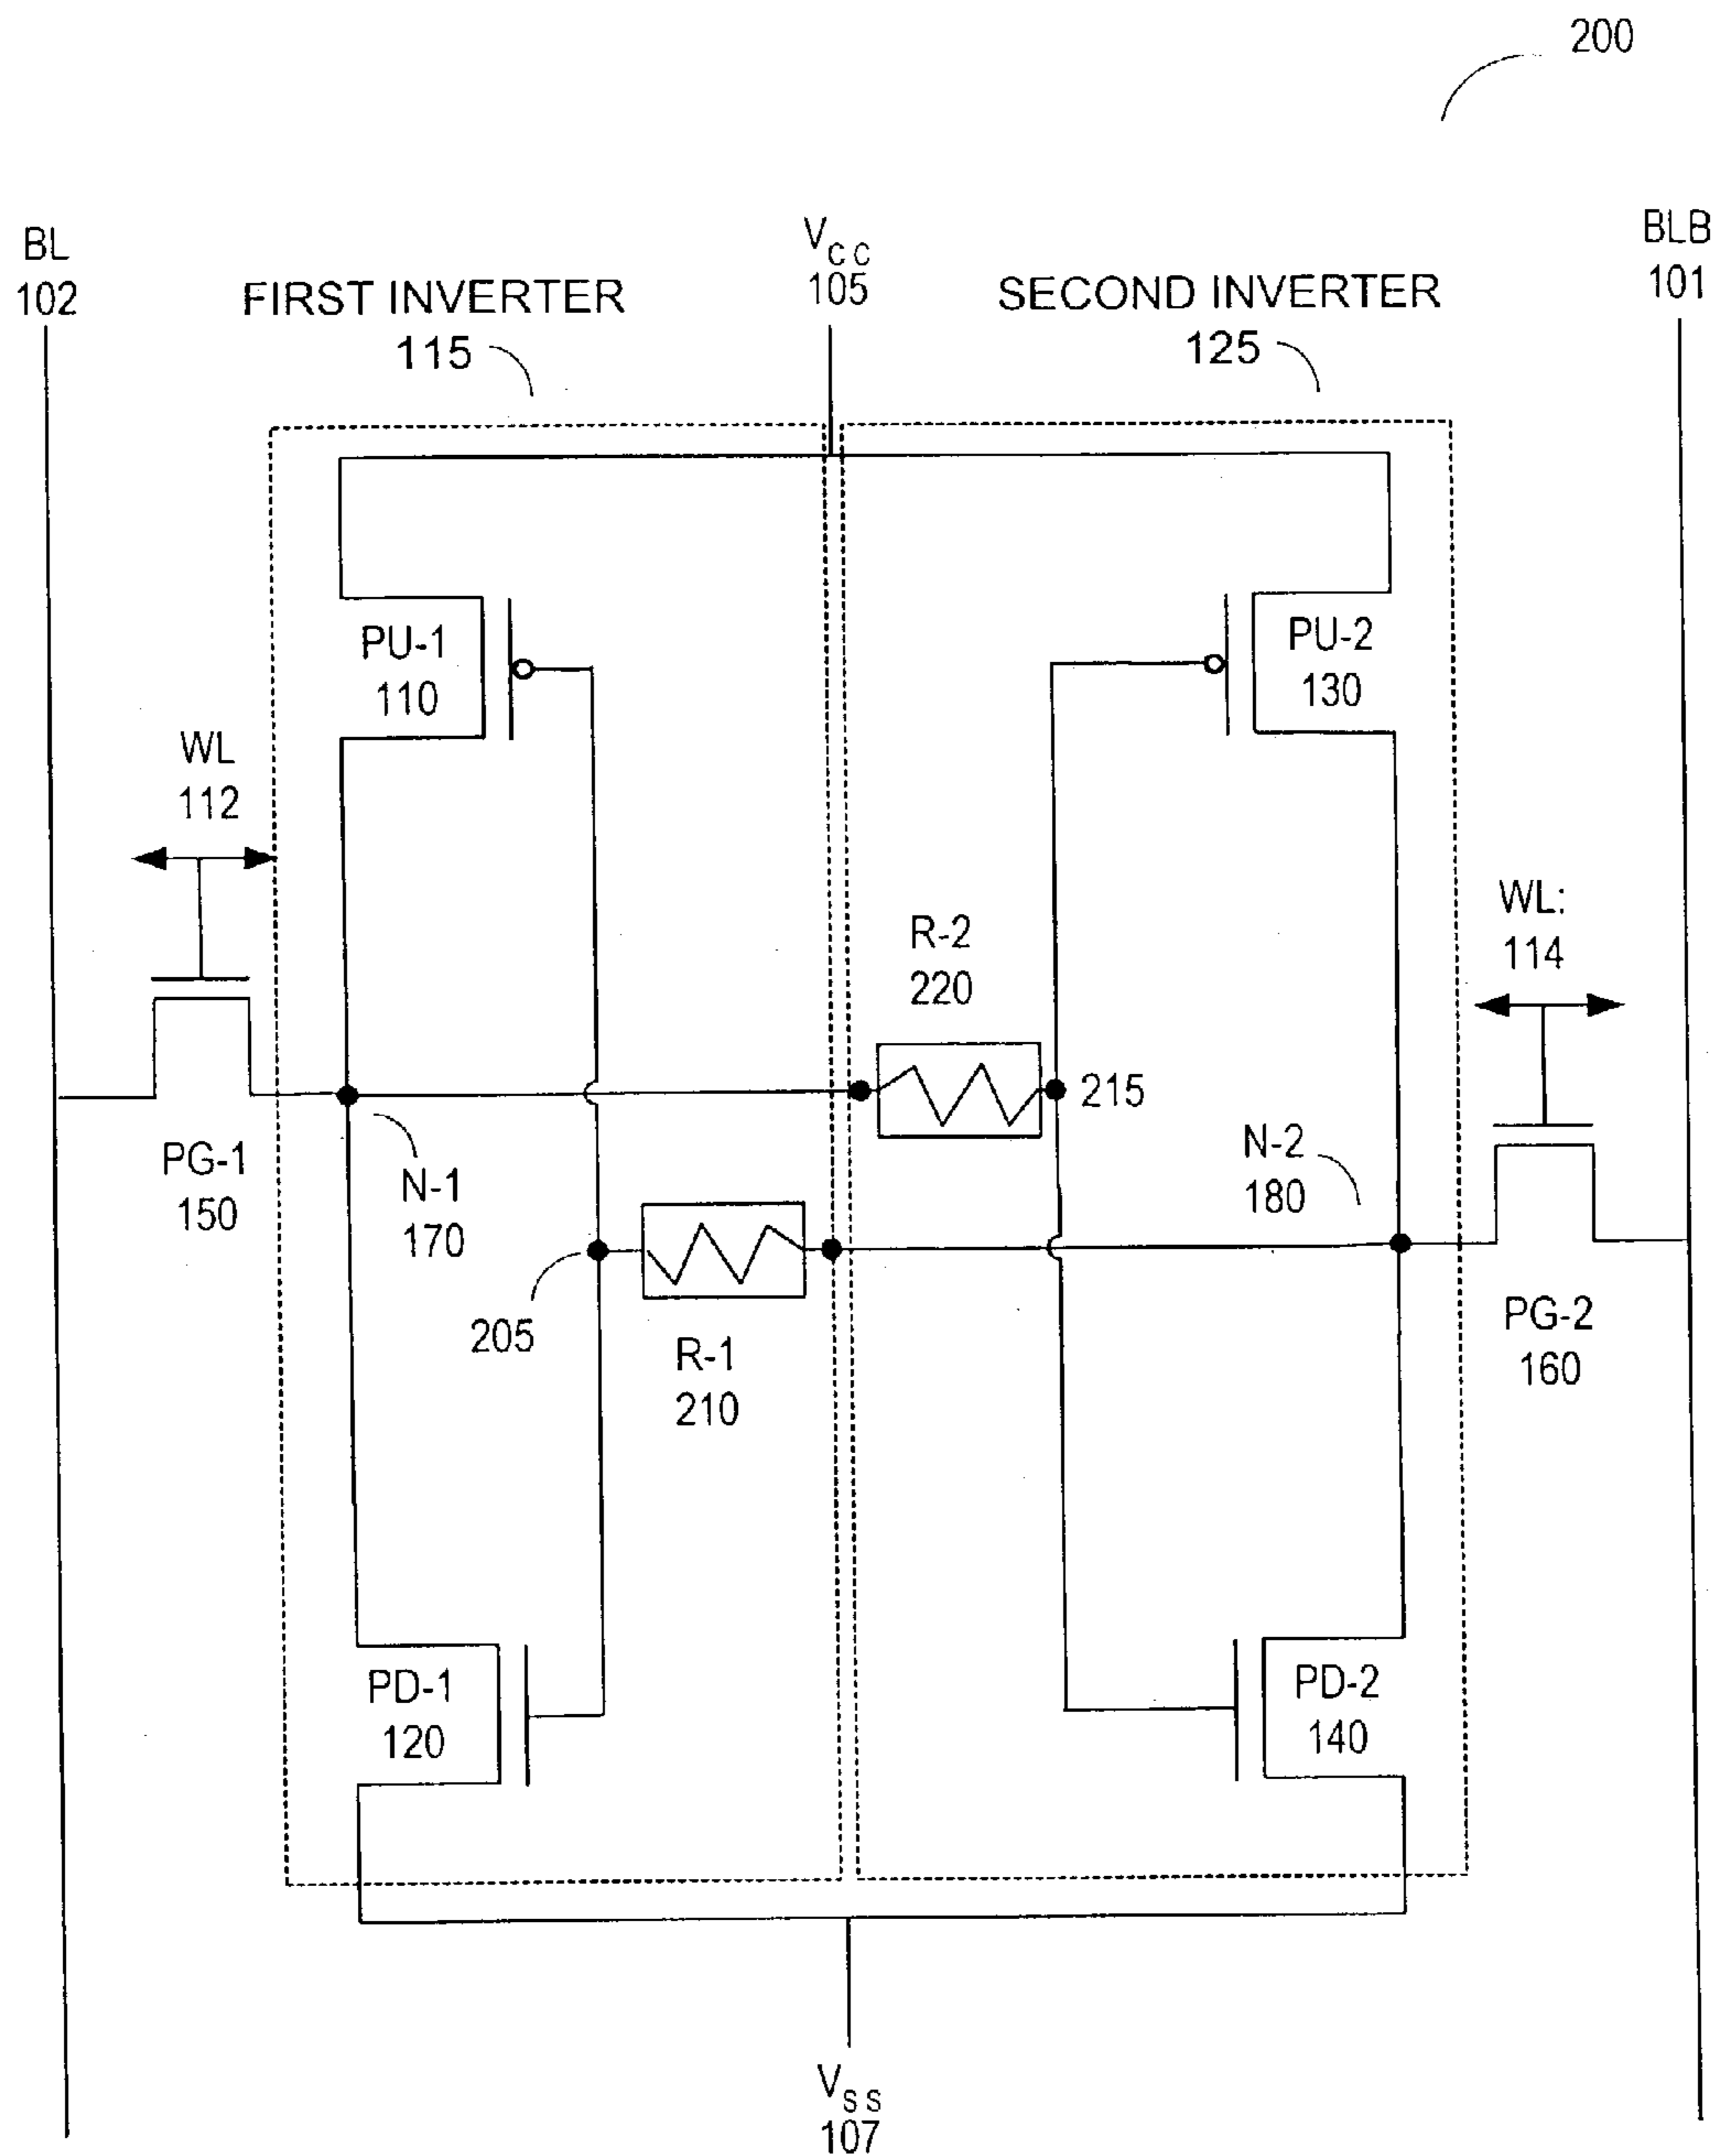 200
BL
102
V_CC
105
BLB
101
FIRST INVERTER
115
SECOND INVERTER
125
PU-1
110
PU-2
130
WL
112
R-2
220
WL:
114
215
PG-1
150
N-1
170
N-2
180
205
R-1
210
PG-2
160
PD-1
120
PD-2
140
V_SS
107